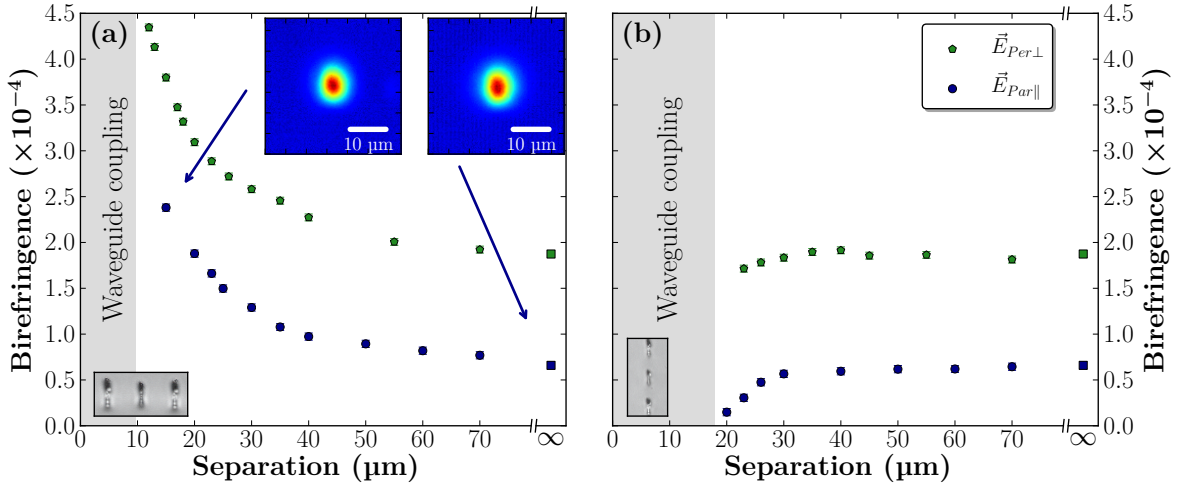 (a)
Birefringence (×10⁻⁴)
4.5
4.0
3.5
3.0
2.5
2.0
1.5
1.0
0.5
0.0
Waveguide coupling
10 µm
10 µm
0 10 20 30 40 50 60 70 ∞
Separation (µm)
(b)
E⃗Per⊥
E⃗Par∥
Waveguide coupling
4.5
4.0
3.5
3.0
2.5
2.0
1.5
1.0
0.5
0.0
Birefringence (×10⁻⁴)
0 10 20 30 40 50 60 70 ∞
Separation (µm)